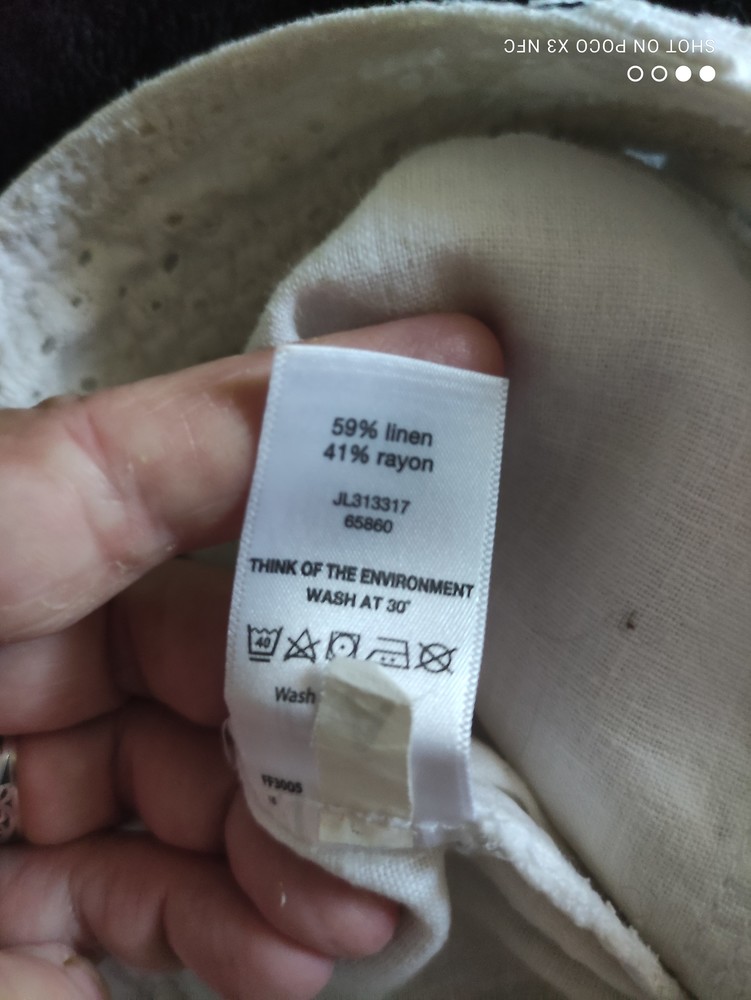 SHOT ON POCO X3 NFC
59% linen
41% rayon
JL313317
65860
THINK OF THE ENVIRONMENT
WASH AT 30°
40
Wash